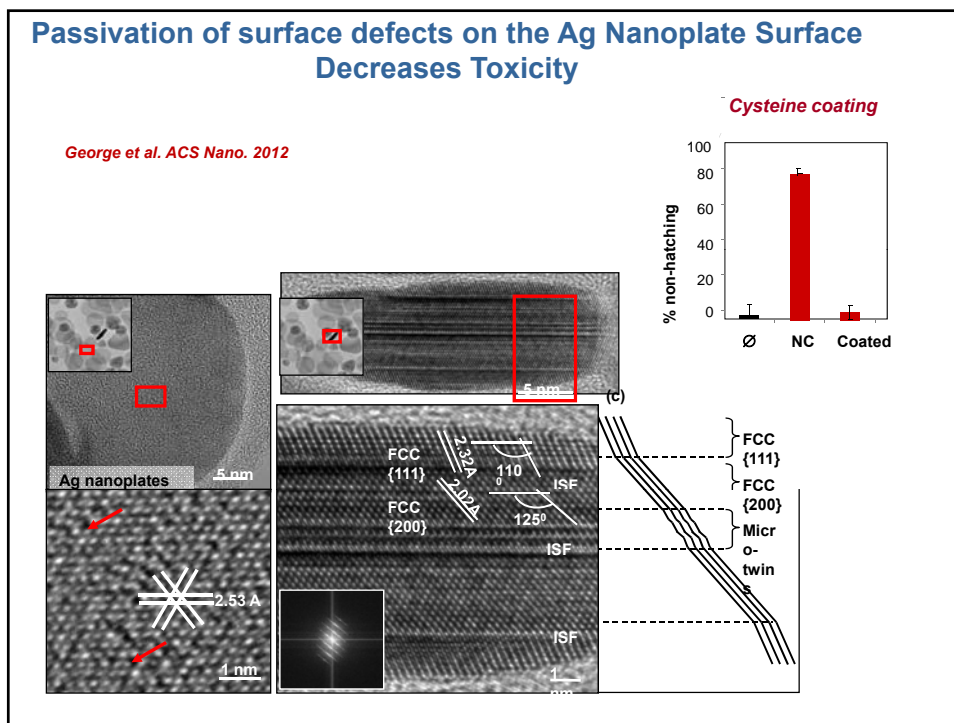 Passivation of surface defects on the Ag Nanoplate Surface
Decreases Toxicity
Cysteine coating
George et al. ACS Nano. 2012
% non-hatching
100
80
60
40
20
0
Ø
NC
Coated
5 nm
Ag nanoplates
5 nm
(c)
FCC
{111}
2.32A
110
0
ISF
FCC
{200}
2.02A
125⁰
ISF
ISF
1
nm
2.53 A
1 nm
FCC
{111}
FCC
{200}
Micr
o-
twin
s